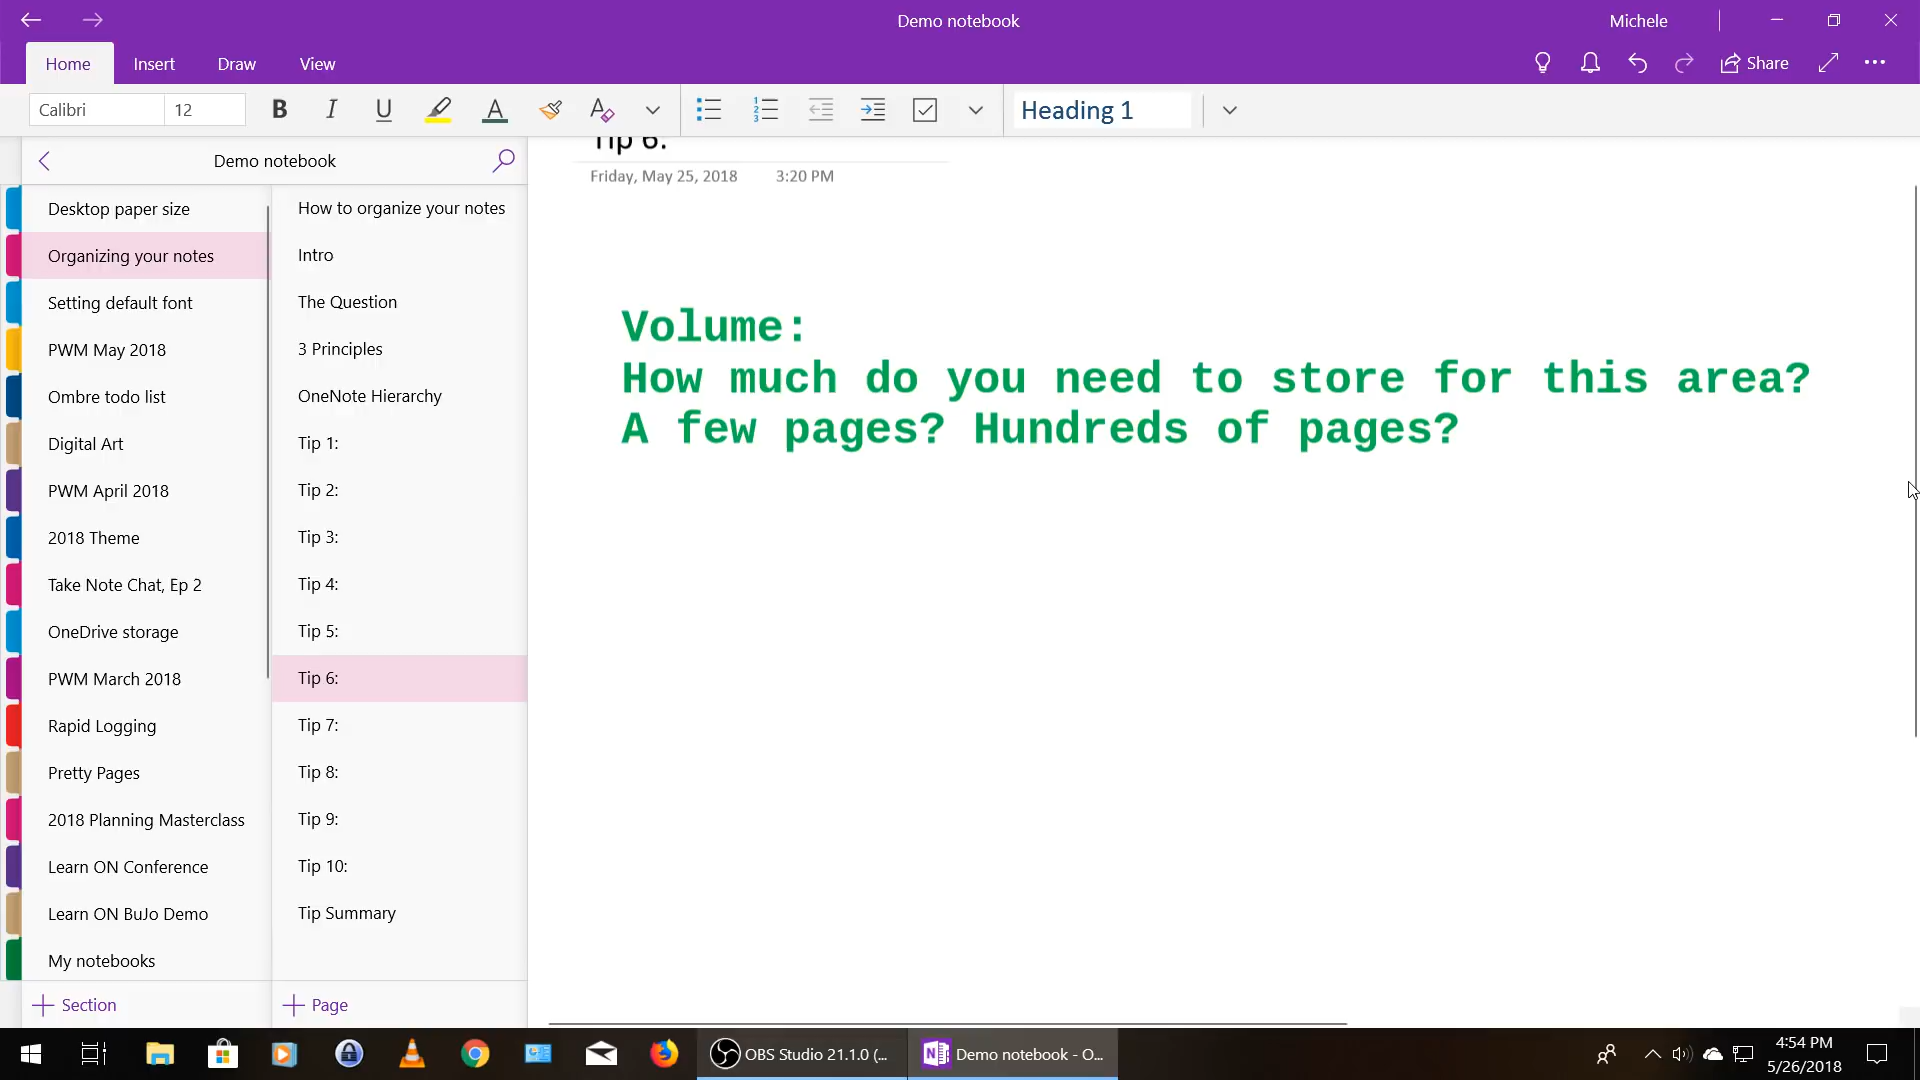 Demo notebook
Michele
Home
Insert
Draw
View
Share
Calibri
12
B
I
U
A
A
Heading 1
Demo notebook
Desktop paper size
Organizing your notes
Setting default font
PWM May 2018
Ombre todo list
Digital Art
PWM April 2018
2018 Theme
Take Note Chat, Ep 2
OneDrive storage
PWM March 2018
Rapid Logging
Pretty Pages
2018 Planning Masterclass
Learn ON Conference
Learn ON BuJo Demo
My notebooks
Section
How to organize your notes
Intro
The Question
3 Principles
OneNote Hierarchy
Tip 1:
Tip 2:
Tip 3:
Tip 4:
Tip 5:
Tip 6:
Tip 7:
Tip 8:
Tip 9:
Tip 10:
Tip Summary
Page
Tip 6:
Friday, May 25, 2018 3:20 PM
Volume:
How much do you need to store for this area?
A few pages? Hundreds of pages?
OBS Studio 21.1.0 (...
Demo notebook - O...
4:54 PM
5/26/2018